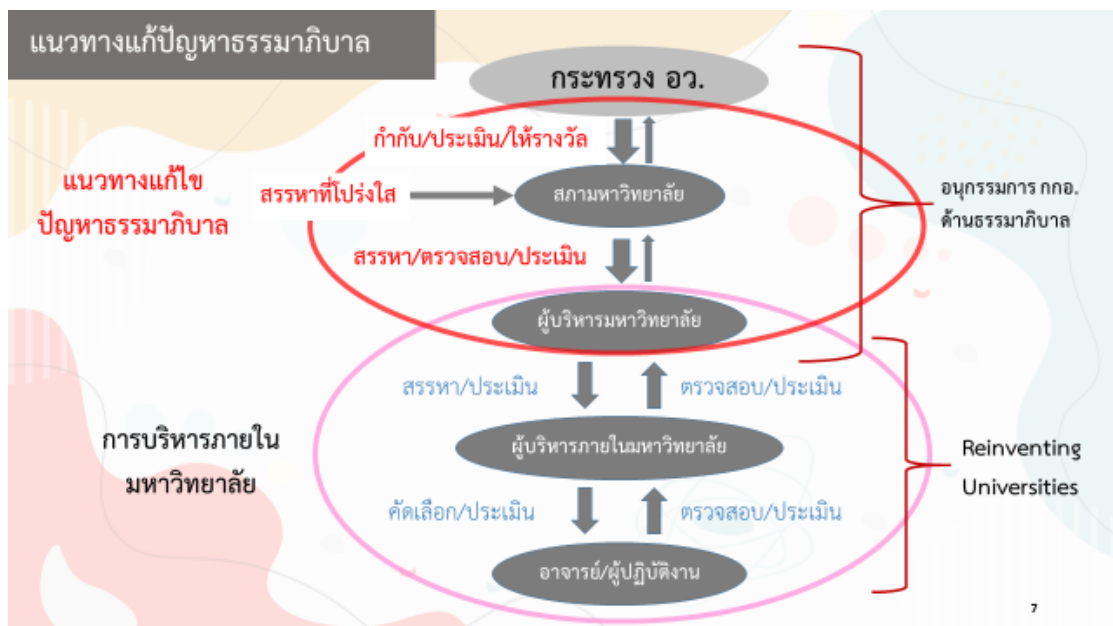 แนวทางแก้ปัญหาธรรมาภิบาล
กระทรวง อว.
กำกับ/ประเมิน/ให้รางวัล
แนวทางแก้ไข
ปัญหาธรรมาภิบาล
สรรหาที่โปร่งใส
สภามหาวิทยาลัย
อนุกรรมการ กกอ.
ด้านธรรมาภิบาล
สรรหา/ตรวจสอบ/ประเมิน
ผู้บริหารมหาวิทยาลัย
สรรหา/ประเมิน
ตรวจสอบ/ประเมิน
การบริหารภายใน
มหาวิทยาลัย
ผู้บริหารภายในมหาวิทยาลัย
Reinventing
Universities
คัดเลือก/ประเมิน
ตรวจสอบ/ประเมิน
อาจารย์/ผู้ปฏิบัติงาน
7